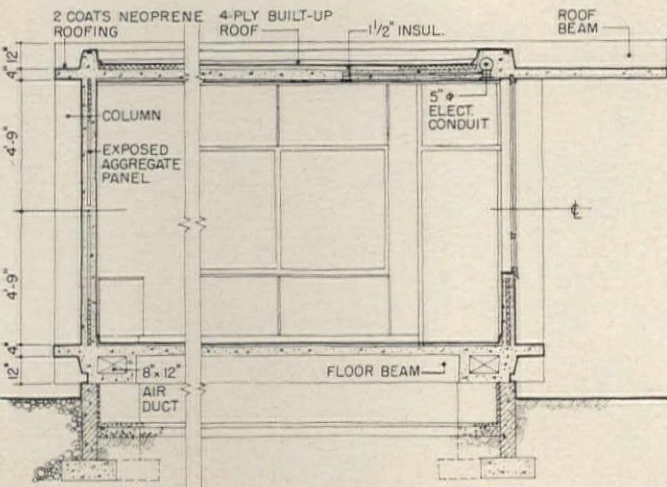 2 COATS NEOPRENE
ROOFING
4-PLY BUILT-UP
ROOF
1 1/2" INSUL.
ROOF
BEAM
12"
4"
4'-9"
4'-9"
4"
12"
COLUMN
EXPOSED
AGGREGATE
PANEL
5" φ
ELECT.
CONDUIT
℄
8" x 12"
AIR
DUCT
FLOOR BEAM